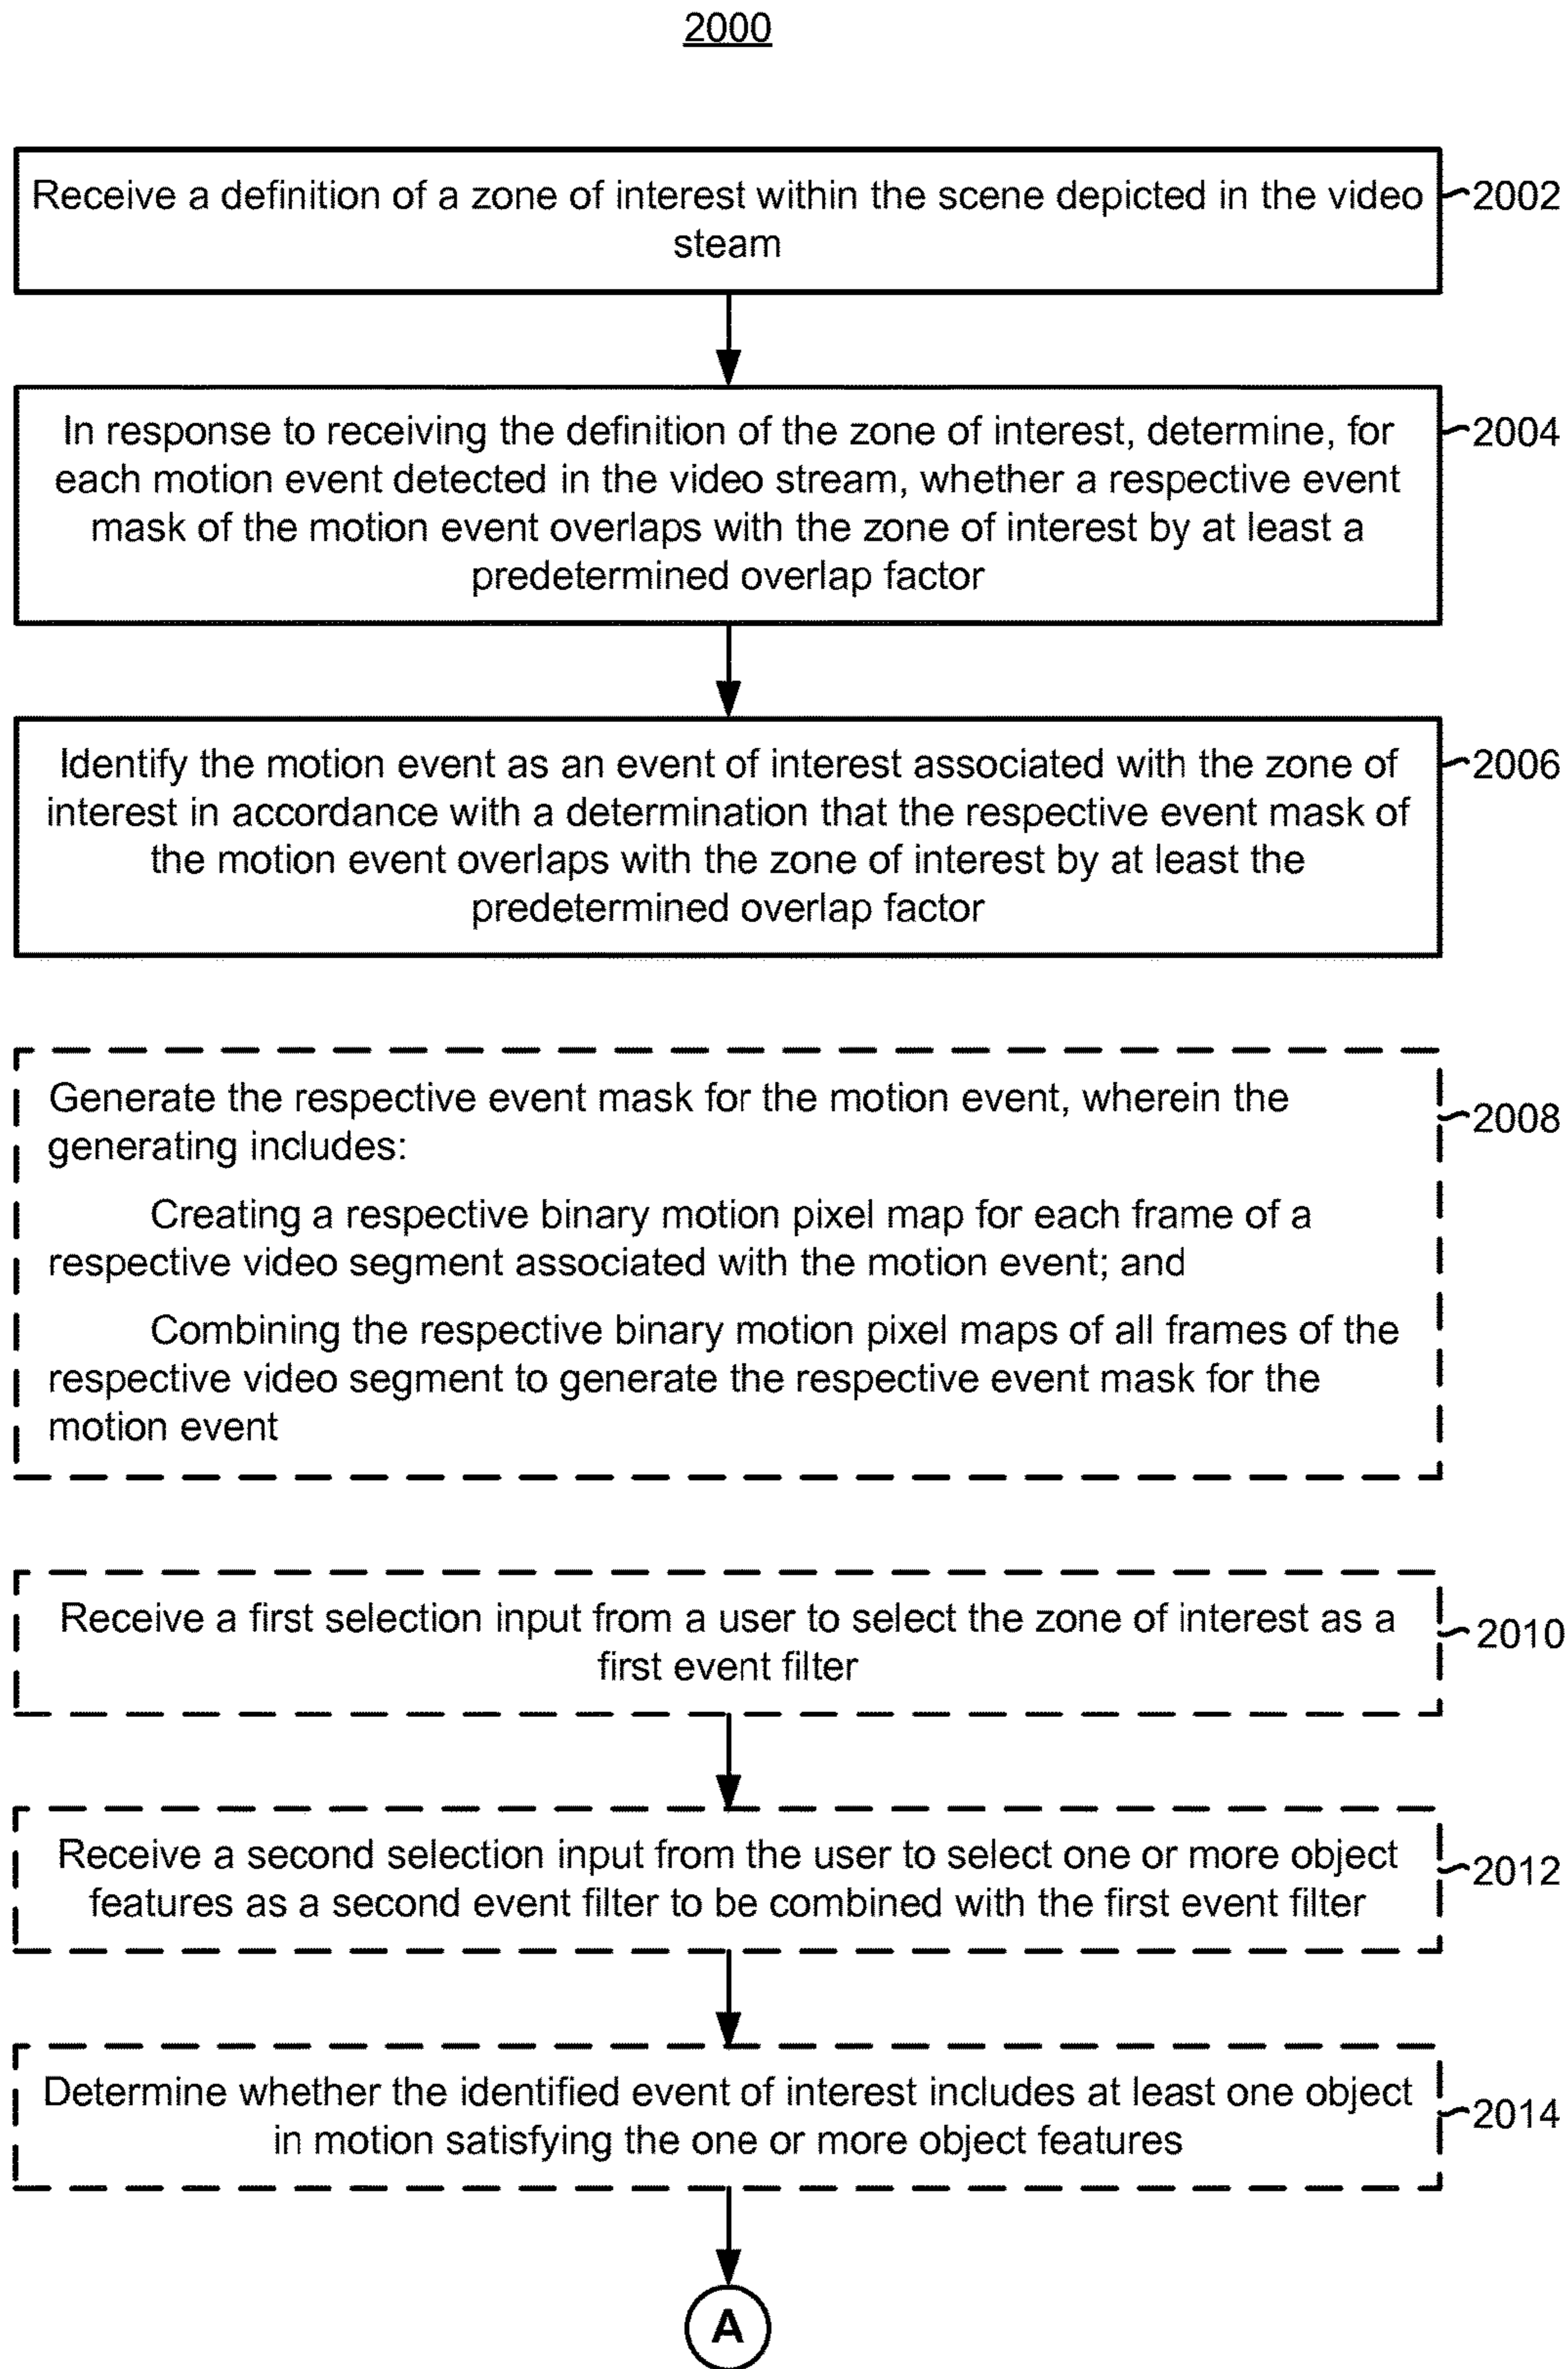 2000
Receive a definition of a zone of interest within the scene depicted in the video
steam
2002
In response to receiving the definition of the zone of interest, determine, for
each motion event detected in the video stream, whether a respective event
mask of the motion event overlaps with the zone of interest by at least a
predetermined overlap factor
2004
Identify the motion event as an event of interest associated with the zone of
interest in accordance with a determination that the respective event mask of
the motion event overlaps with the zone of interest by at least the
predetermined overlap factor
2006
Generate the respective event mask for the motion event, wherein the
generating includes:
Creating a respective binary motion pixel map for each frame of a
respective video segment associated with the motion event; and
Combining the respective binary motion pixel maps of all frames of the
respective video segment to generate the respective event mask for the
motion event
2008
Receive a first selection input from a user to select the zone of interest as a
first event filter
2010
Receive a second selection input from the user to select one or more object
features as a second event filter to be combined with the first event filter
2012
Determine whether the identified event of interest includes at least one object
in motion satisfying the one or more object features
2014
A